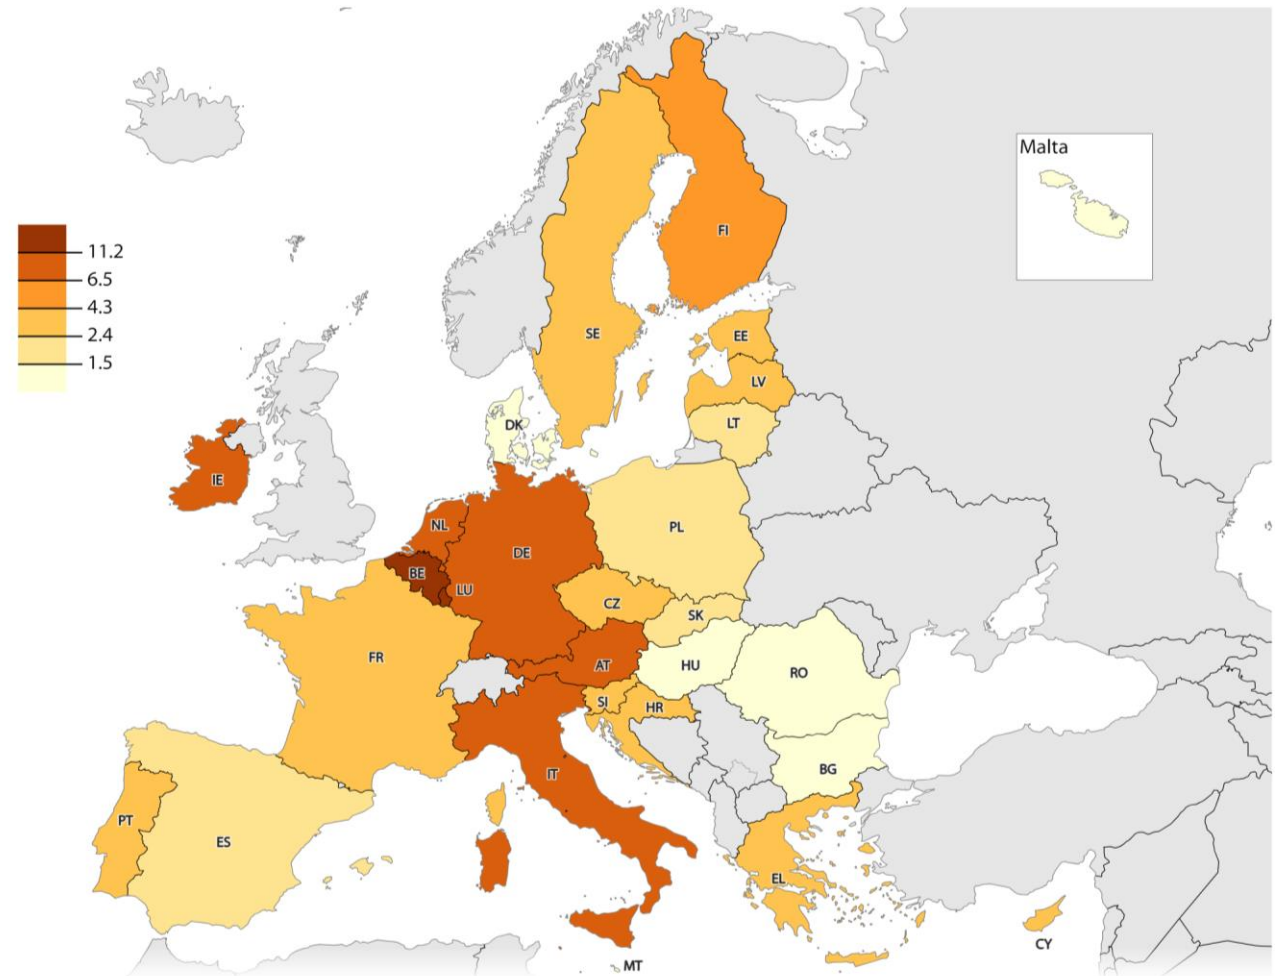 Malta
FI
11.2
6.5
4.3
2.4
1.5
SE
EE
LV
LT
DK
IE
NL
PL
DE
BE
LU
CZ
SK
FR
AT
HU
RO
SI
HR
IT
BG
PT
ES
EL
CY
MT